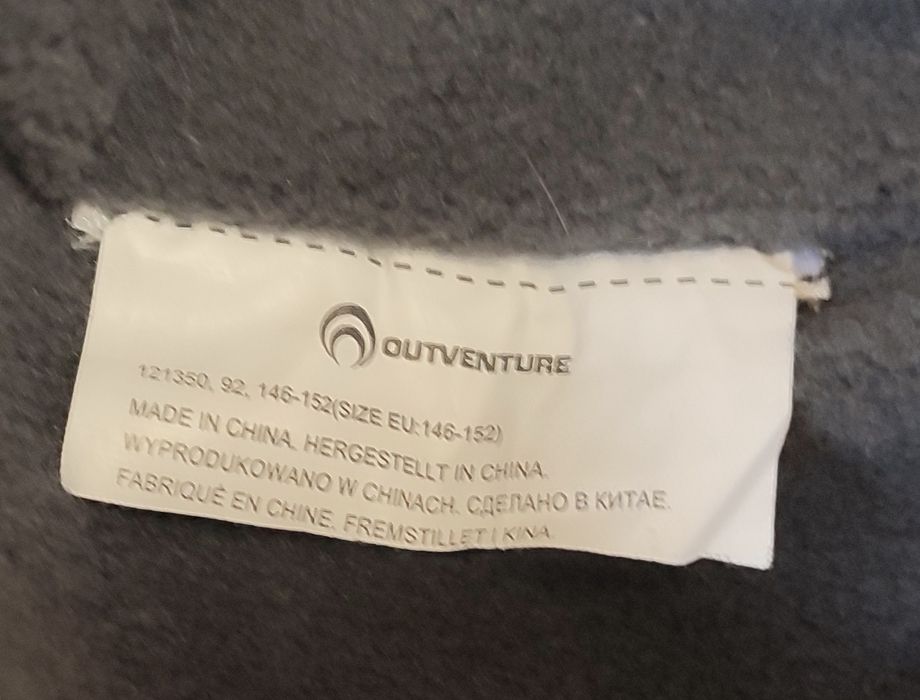 OUTVENTURE
121350, 92, 146-152(SIZE EU:146-152)
MADE IN CHINA. HERGESTELLT IN CHINA.
WYPRODUKOWANO W CHINACH. СДЕЛАНО В КИТАЕ.
FABRIQUÉ EN CHINE. FREMSTILLET I KINA.